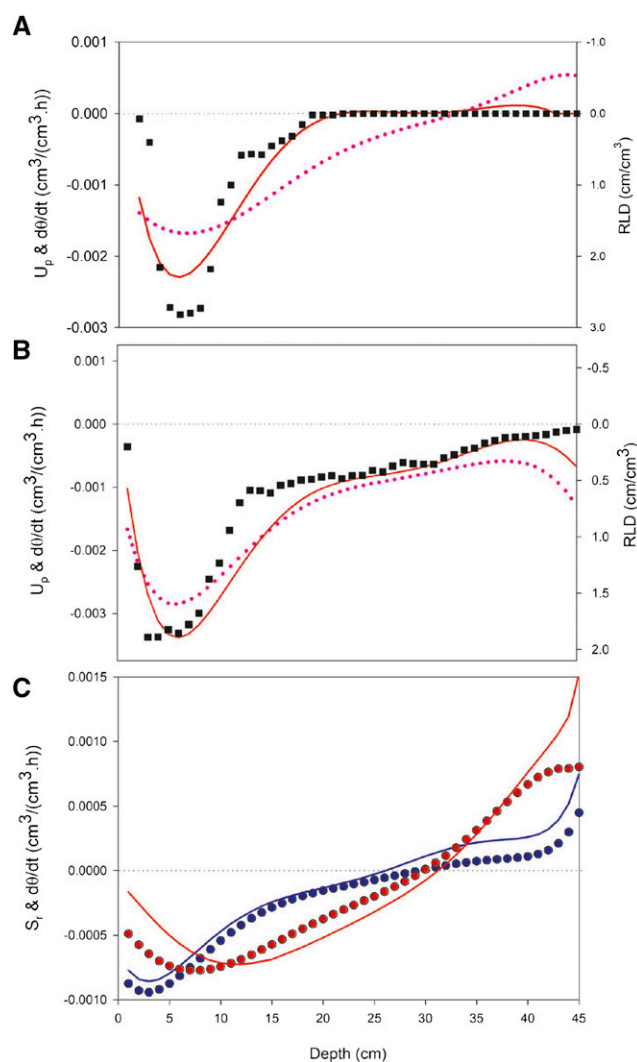 A
0.001
0.000
-0.001
-0.002
-0.003
U_p & dθ/dt (cm³/(cm³.h))
-1.0
0.0
1.0
2.0
3.0
RLD (cm/cm³)
B
0.001
0.000
-0.001
-0.002
-0.003
U_p & dθ/dt (cm³/(cm³.h))
-0.5
0.0
0.5
1.0
1.5
2.0
RLD (cm/cm³)
C
0.0015
0.0010
0.0005
0.0000
-0.0005
-0.0010
S_r & dθ/dt (cm³/(cm³.h))
0 5 10 15 20 25 30 35 40 45
Depth (cm)